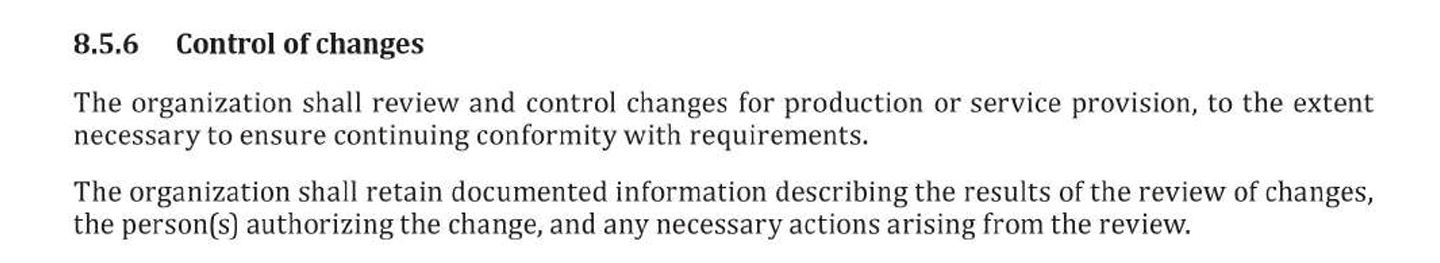 8.5.6 Control of changes
The organization shall review and control changes for production or service provision, to the extent
necessary to ensure continuing conformity with requirements.
The organization shall retain documented information describing the results of the review of changes,
the person(s) authorizing the change, and any necessary actions arising from the review.